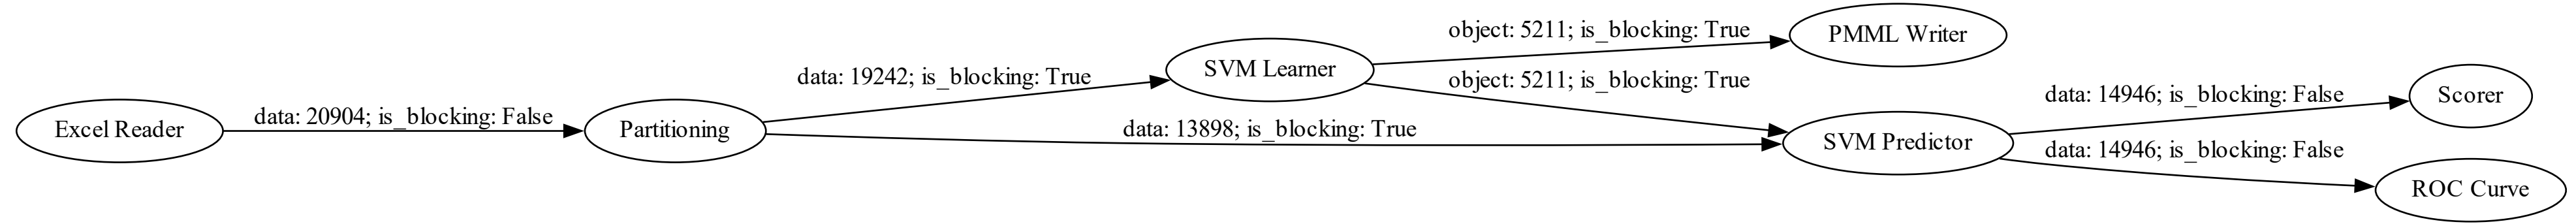 Excel Reader
data: 20904; is_blocking: False
Partitioning
data: 19242; is_blocking: True
data: 13898; is_blocking: True
SVM Learner
object: 5211; is_blocking: True
object: 5211; is_blocking: True
PMML Writer
SVM Predictor
data: 14946; is_blocking: False
data: 14946; is_blocking: False
Scorer
ROC Curve